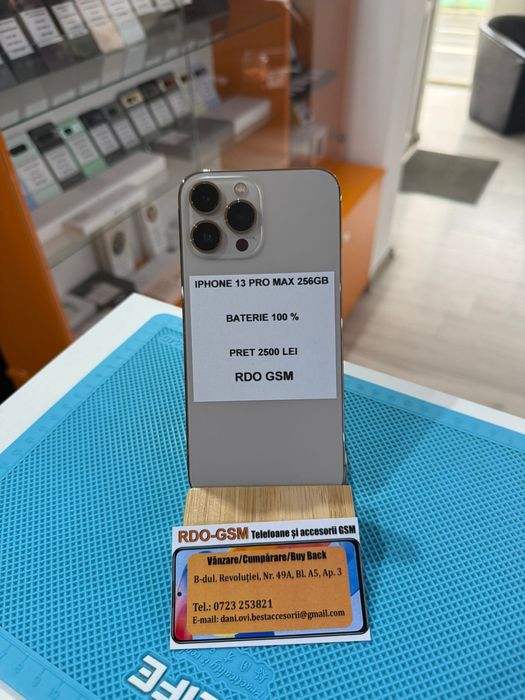 IPHONE 13 PRO MAX 256GB
BATERIE 100 %
PRET 2500 LEI
RDO GSM
RDO-GSM Telefoane și accesorii GSM
Vânzare/Cumpărare/Buy Back
B-dul. Revoluției, Nr. 49A, Bl. A5, Ap. 3
Tel.: 0723 253821
E-mail: dani.ovi.bestaccesorii@gmail.com